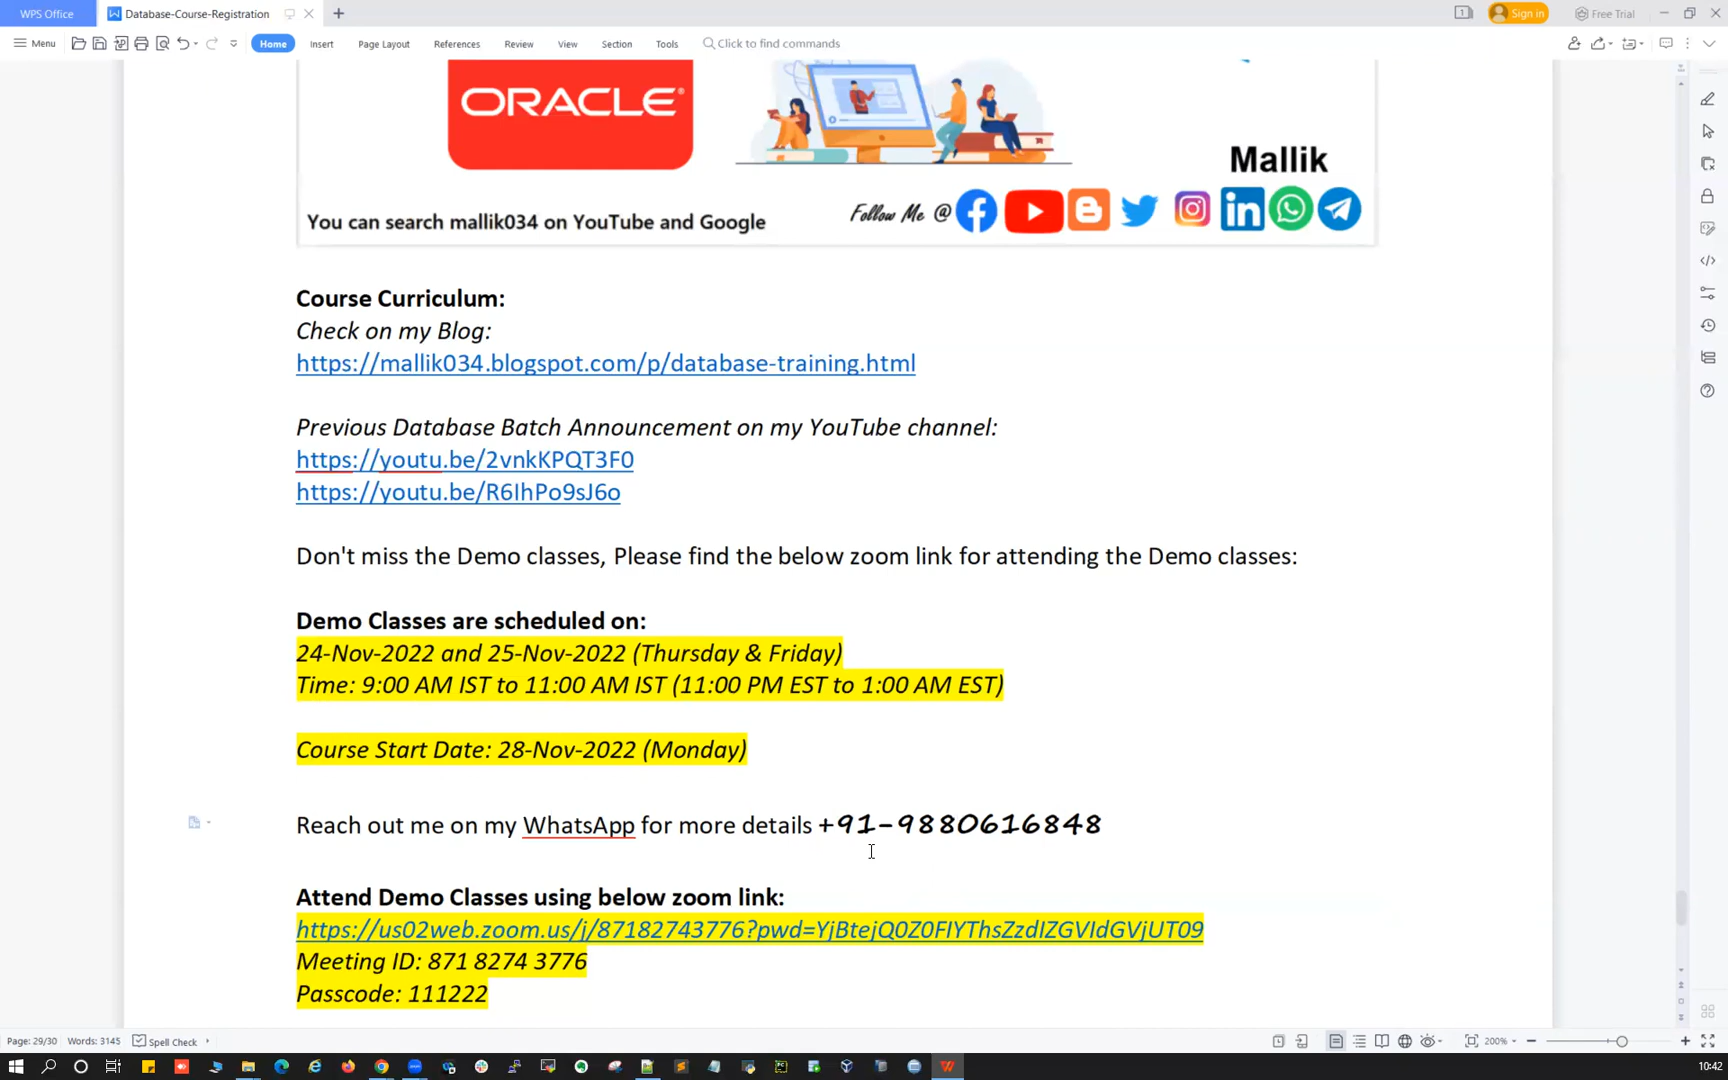 WPS Office
Database-Course-Registration
Sign in
Free Trial
Menu
Home
Insert
Page Layout
References
Review
View
Section
Tools
Click to find commands
ORACLE
Mallik
You can search mallik034 on YouTube and Google
Follow Me @
Course Curriculum:
Check on my Blog:
https://mallik034.blogspot.com/p/database-training.html
Previous Database Batch Announcement on my YouTube channel:
https://youtu.be/2vnkKPQT3F0
https://youtu.be/R6IhPo9sJ6o
Don't miss the Demo classes, Please find the below zoom link for attending the Demo classes:
Demo Classes are scheduled on:
24-Nov-2022 and 25-Nov-2022 (Thursday & Friday)
Time: 9:00 AM IST to 11:00 AM IST (11:00 PM EST to 1:00 AM EST)
Course Start Date: 28-Nov-2022 (Monday)
Reach out me on my WhatsApp for more details +91-9880616848
Attend Demo Classes using below zoom link:
https://us02web.zoom.us/j/87182743776?pwd=YjBtejQ0Z0FIYThsZzdIZGVIdGVjUT09
Meeting ID: 871 8274 3776
Passcode: 111222
Page: 29/30
Words: 3145
Spell Check
200%
10:42